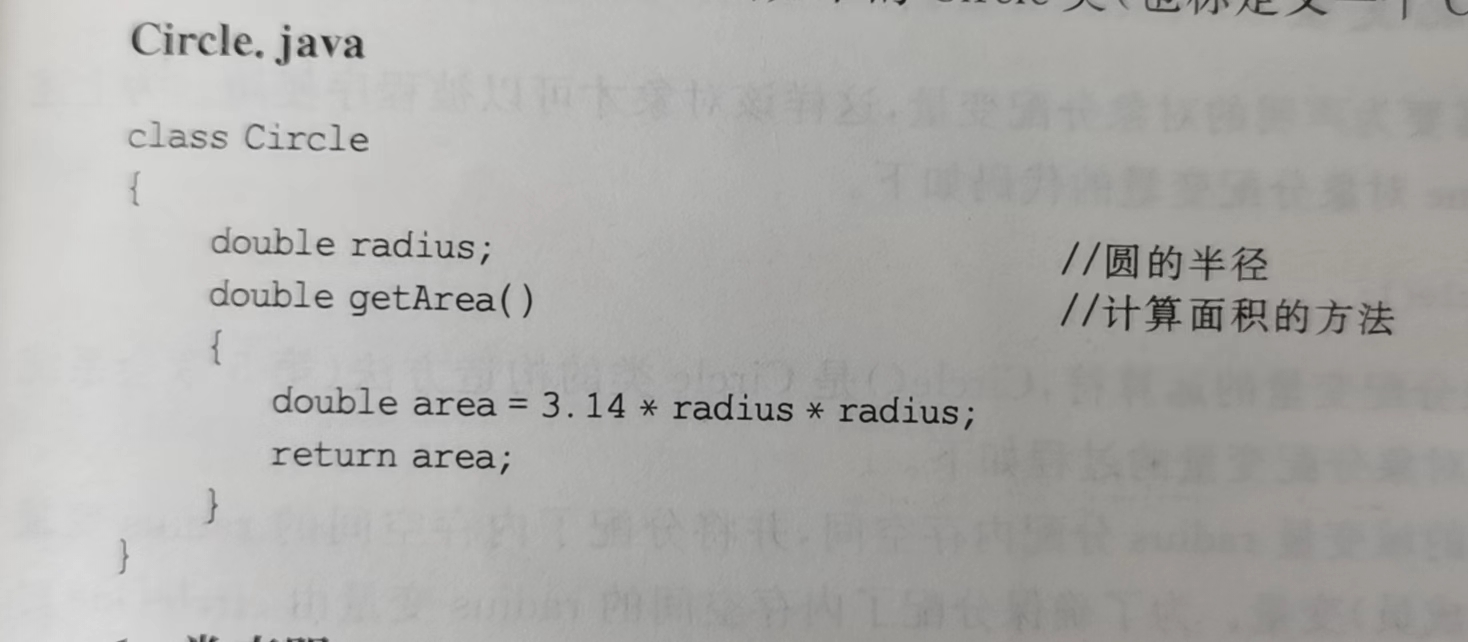 Circle. java
class Circle
{
double radius; //圆的半径
double getArea() //计算面积的方法
{
double area = 3.14 * radius * radius;
return area;
}
}